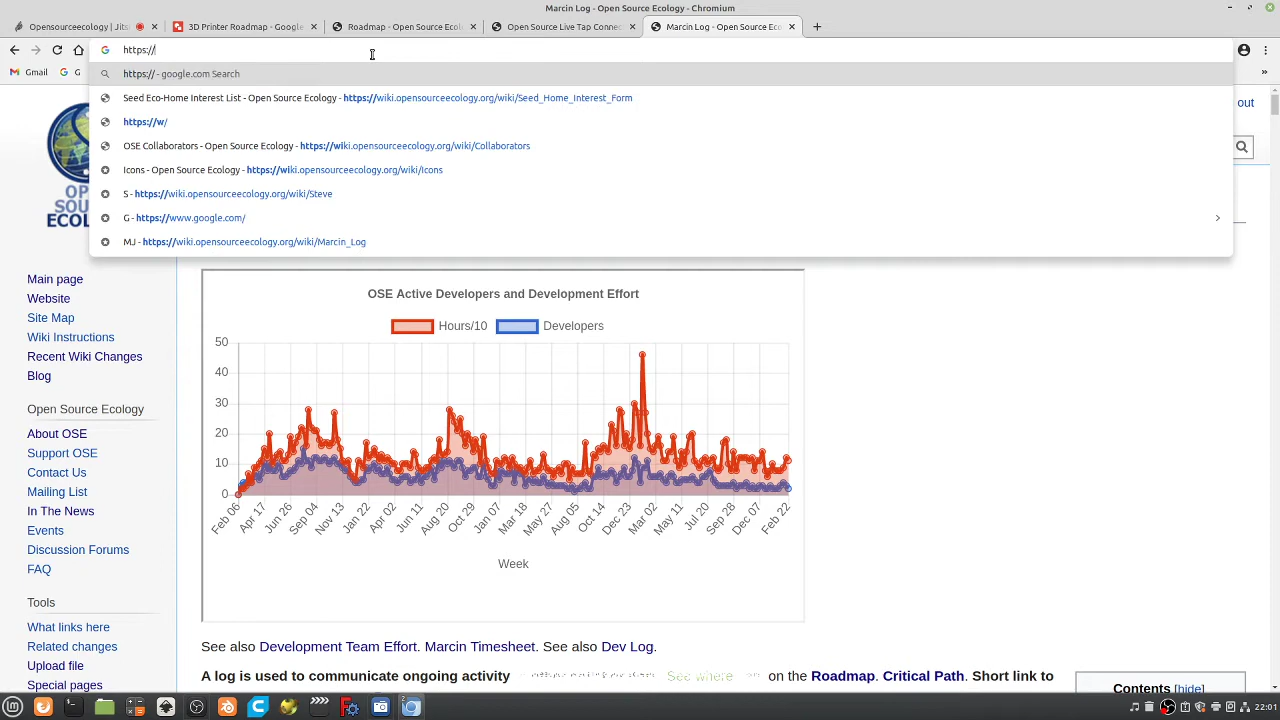 Marcin Log - Open Source Ecology - Chromium
Opensourceecology | Jits
3D Printer Roadmap - Google
Roadmap - Open Source Ecol
Open Source Live Tap Connec
Marcin Log - Open Source Eco
https://
Gmail
G
https:// - google.com Search
Seed Eco-Home Interest List - Open Source Ecology - https://wiki.opensourceecology.org/wiki/Seed_Home_Interest_Form
https://w/
OSE Collaborators - Open Source Ecology - https://wiki.opensourceecology.org/wiki/Collaborators
Icons - Open Source Ecology - https://wiki.opensourceecology.org/wiki/Icons
S - https://wiki.opensourceecology.org/wiki/Steve
G - https://www.google.com/
MJ - https://wiki.opensourceecology.org/wiki/Marcin_Log
out
Main page
Website
Site Map
Wiki Instructions
Recent Wiki Changes
Blog
Open Source Ecology
About OSE
Support OSE
Contact Us
Mailing List
In The News
Events
Discussion Forums
FAQ
Tools
What links here
Related changes
Upload file
Special pages
OSE Active Developers and Development Effort
Hours/10 Developers
50
40
30
20
10
0
Feb 06 Apr 17 Jun 26 Sep 04 Nov 13 Jan 22 Apr 02 Jun 11 Aug 20 Oct 29 Jan 07 Mar 18 May 27 Aug 05 Oct 14 Dec 23 Mar 02 May 11 Jul 20 Sep 28 Dec 07 Feb 22
Week
See also Development Team Effort. Marcin Timesheet. See also Dev Log.
A log is used to communicate ongoing activity See where on the Roadmap. Critical Path. Short link to
Contents [hide]
22:01